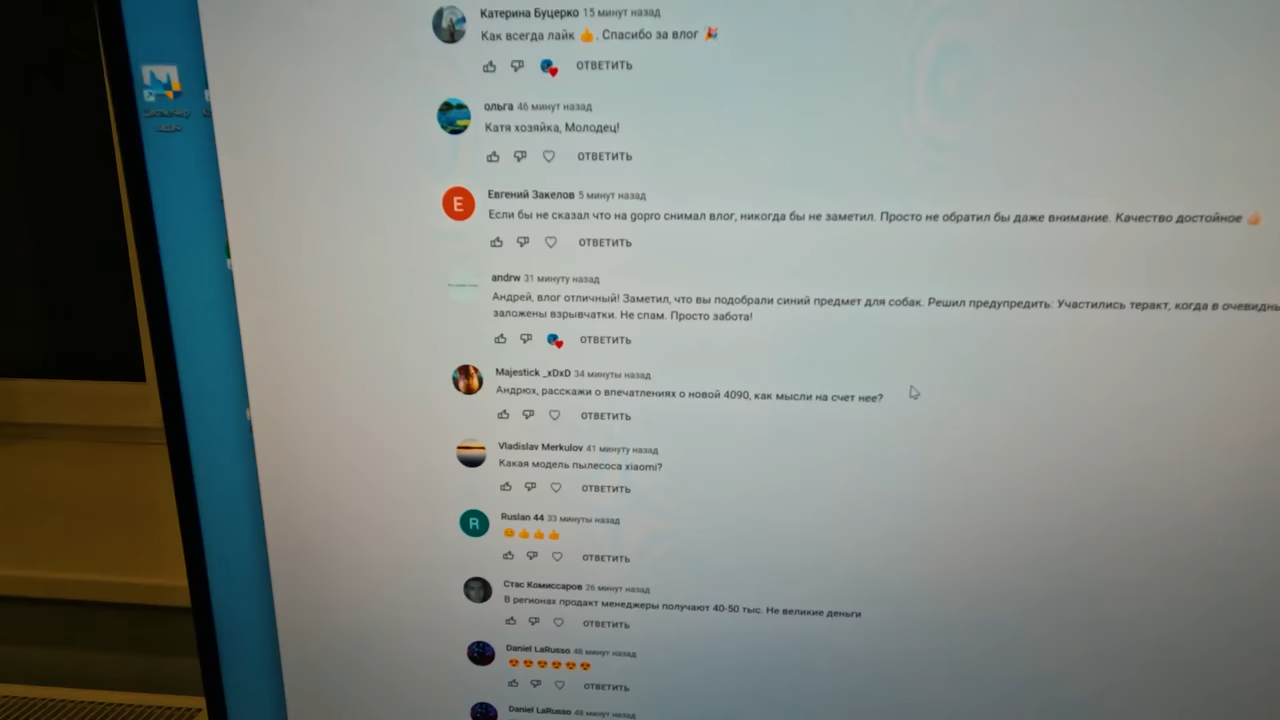 Катерина Буцерко 15 минут назад
Как всегда лайк 👍. Спасибо за влог 🎉
ОТВЕТИТЬ
ольга 46 минут назад
Катя хозяйка, Молодец!
ОТВЕТИТЬ
E
Евгений Закелов 5 минут назад
Если бы не сказал что на gopro снимал влог, никогда бы не заметил. Просто не обратил бы даже внимание. Качество достойное 👍
ОТВЕТИТЬ
andrw 31 минуту назад
Андрей, влог отличный! Заметил, что вы подобрали синий предмет для собак. Решил предупредить: Участились теракт, когда в очевидны
заложены взрывчатки. Не спам. Просто забота!
ОТВЕТИТЬ
Majestick _xDxD 34 минуты назад
Андрюх, расскажи о впечатлениях о новой 4090, как мысли на счет нее?
ОТВЕТИТЬ
Vladislav Merkulov 41 минуту назад
Какая модель пылесоса xiaomi?
ОТВЕТИТЬ
R
Ruslan 44 33 минуты назад
😊👍👍👍
ОТВЕТИТЬ
Стас Комиссаров 26 минут назад
В регионах продакт менеджеры получают 40-50 тыс. Не великие деньги
ОТВЕТИТЬ
Daniel LaRusso 48 минут назад
😍😍😍😍😍😍
ОТВЕТИТЬ
Daniel LaRusso 48 минут назад